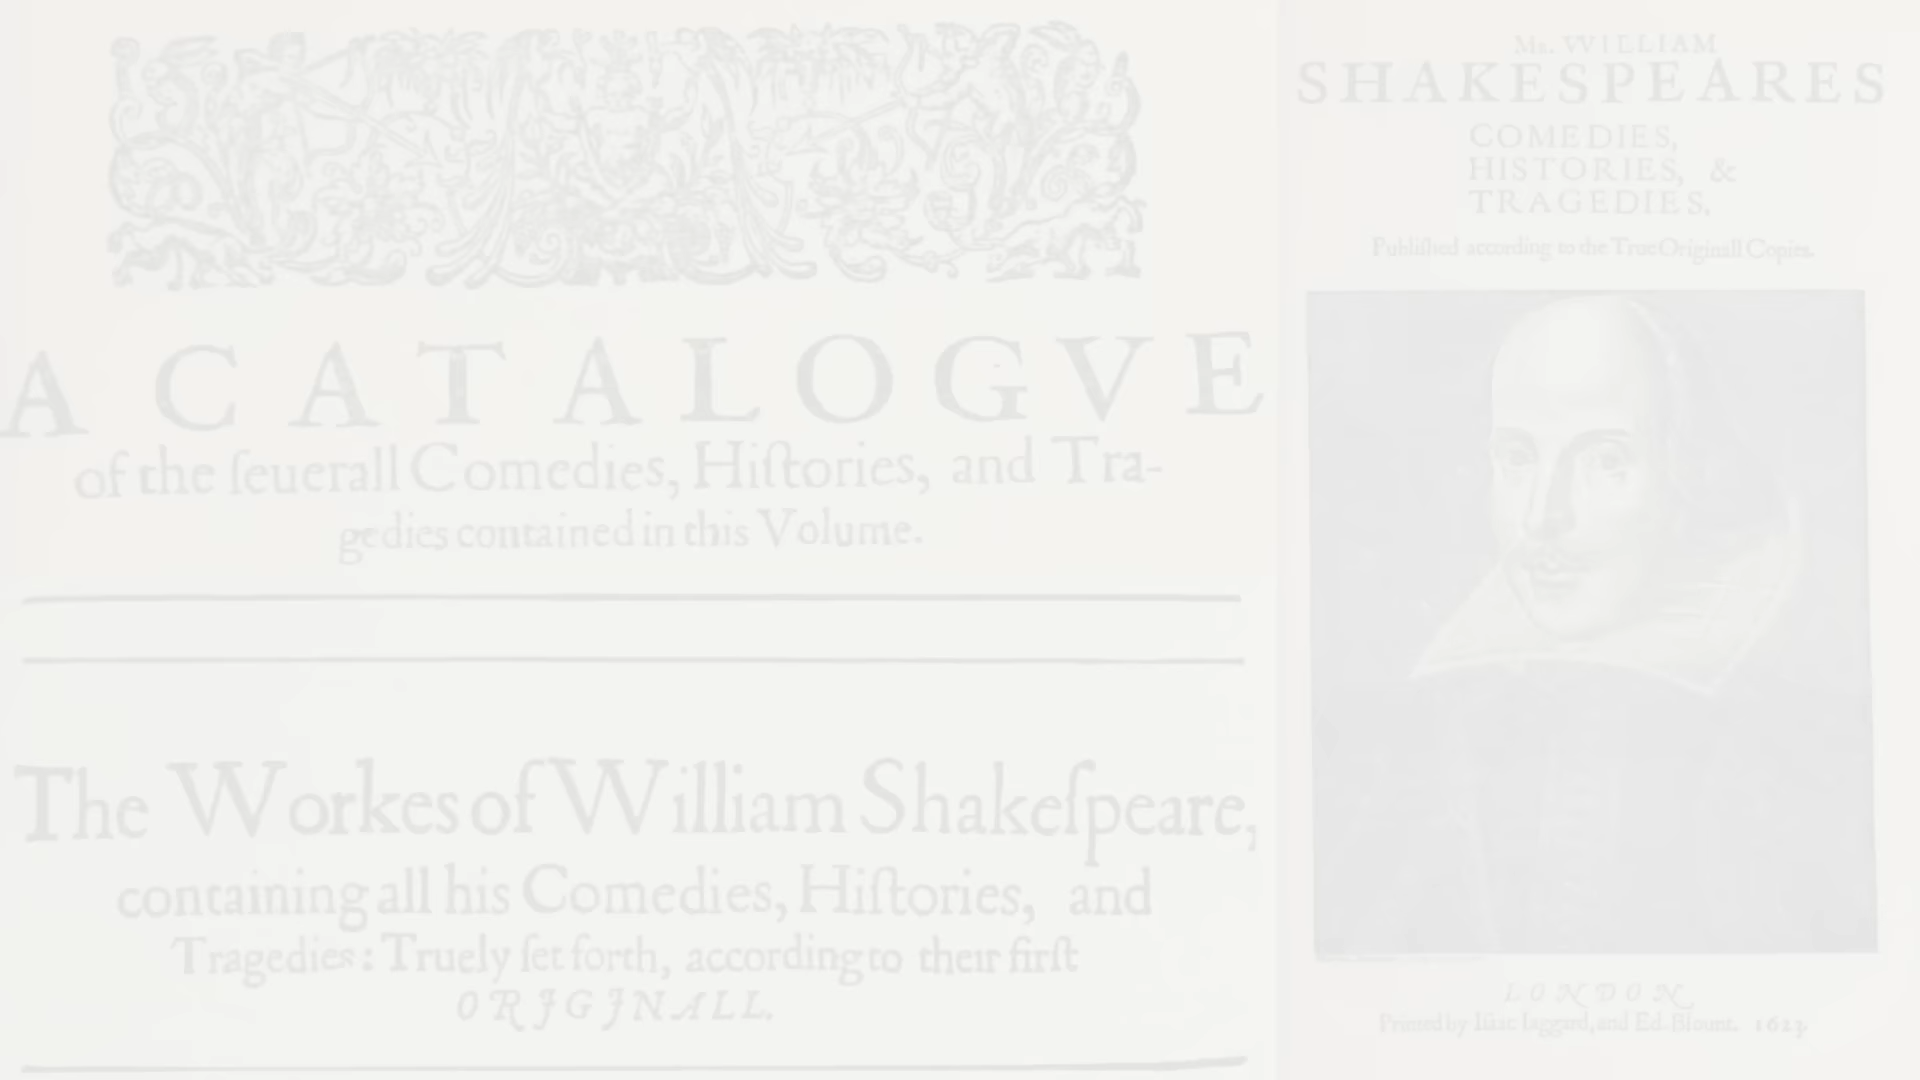 A CATALOGVE
of the ſeuerall Comedies, Hiſtories, and Tra-
gedies contained in this Volume.
The Workes of William Shakeſpeare,
containing all his Comedies, Hiſtories, and
Tragedies: Truely ſet forth, according to their firſt
ORJGJNALL.
Mr. WILLIAM
SHAKESPEARES
COMEDIES,
HISTORIES, &
TRAGEDIES.
Publiſhed according to the True Originall Copies.
LONDON
Printed by Iſaac Iaggard, and Ed. Blount. 1623